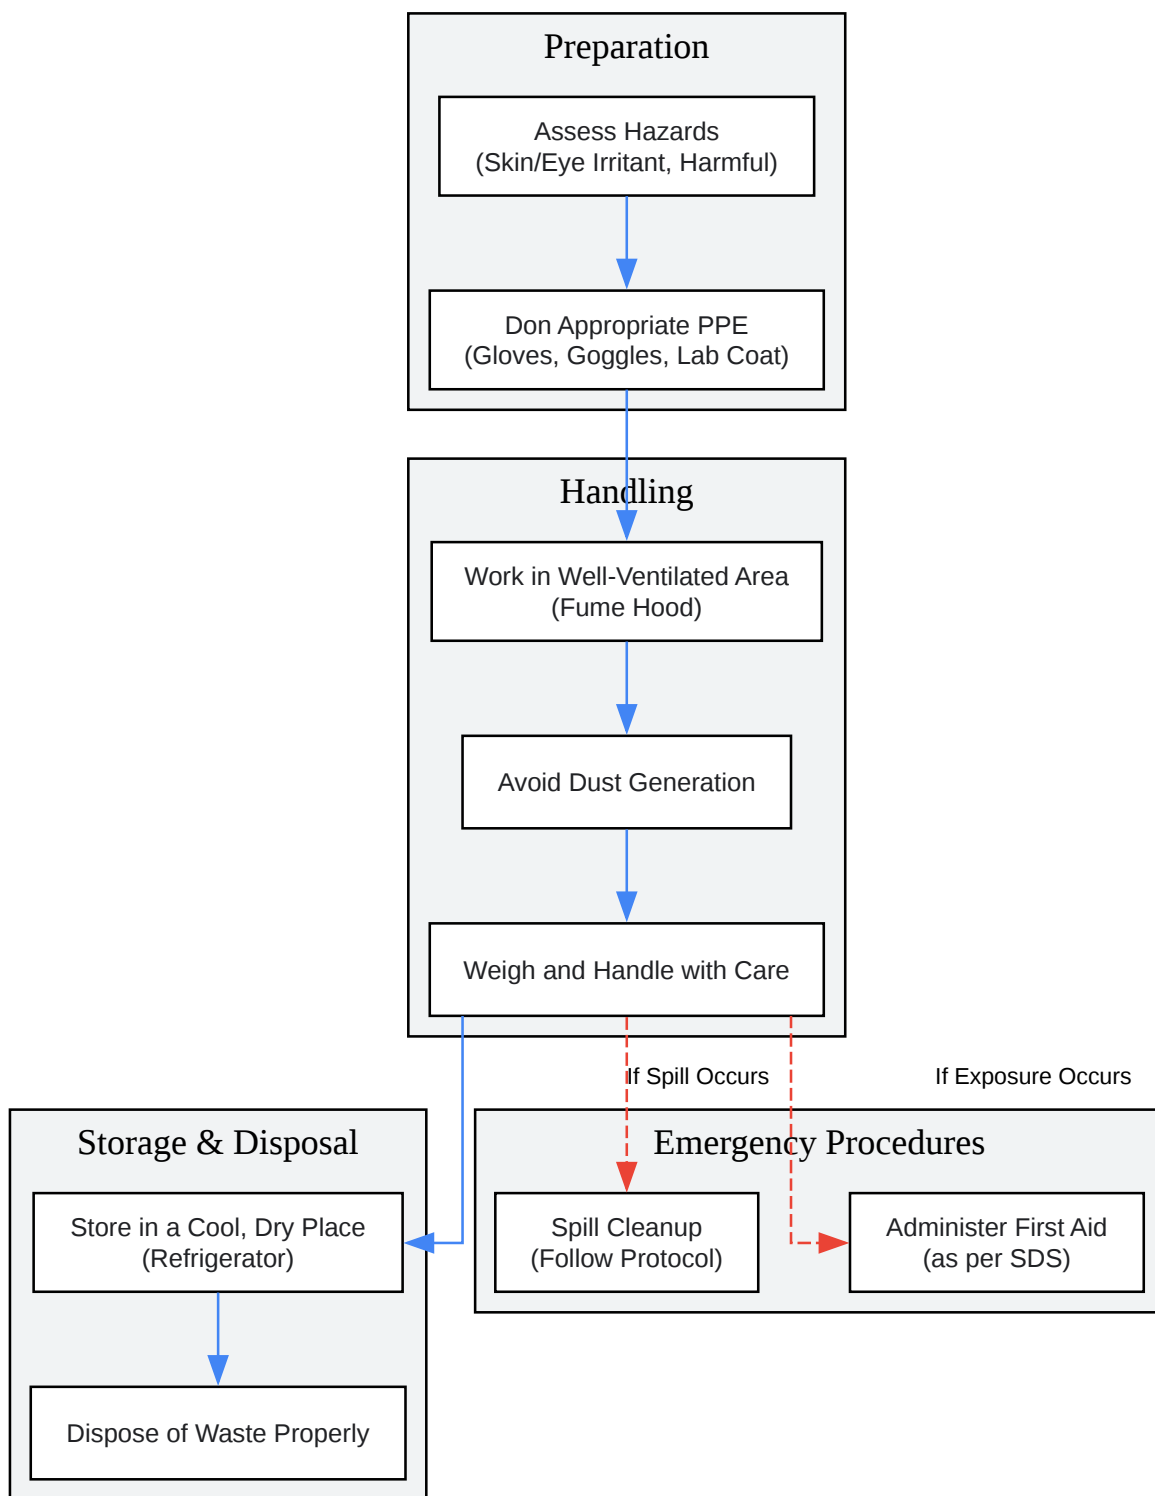 Preparation
Assess Hazards
(Skin/Eye Irritant, Harmful)
Don Appropriate PPE
(Gloves, Goggles, Lab Coat)
Handling
Work in Well-Ventilated Area
(Fume Hood)
Avoid Dust Generation
Weigh and Handle with Care
If Spill Occurs
If Exposure Occurs
Storage & Disposal
Store in a Cool, Dry Place
(Refrigerator)
Dispose of Waste Properly
Emergency Procedures
Spill Cleanup
(Follow Protocol)
Administer First Aid
(as per SDS)